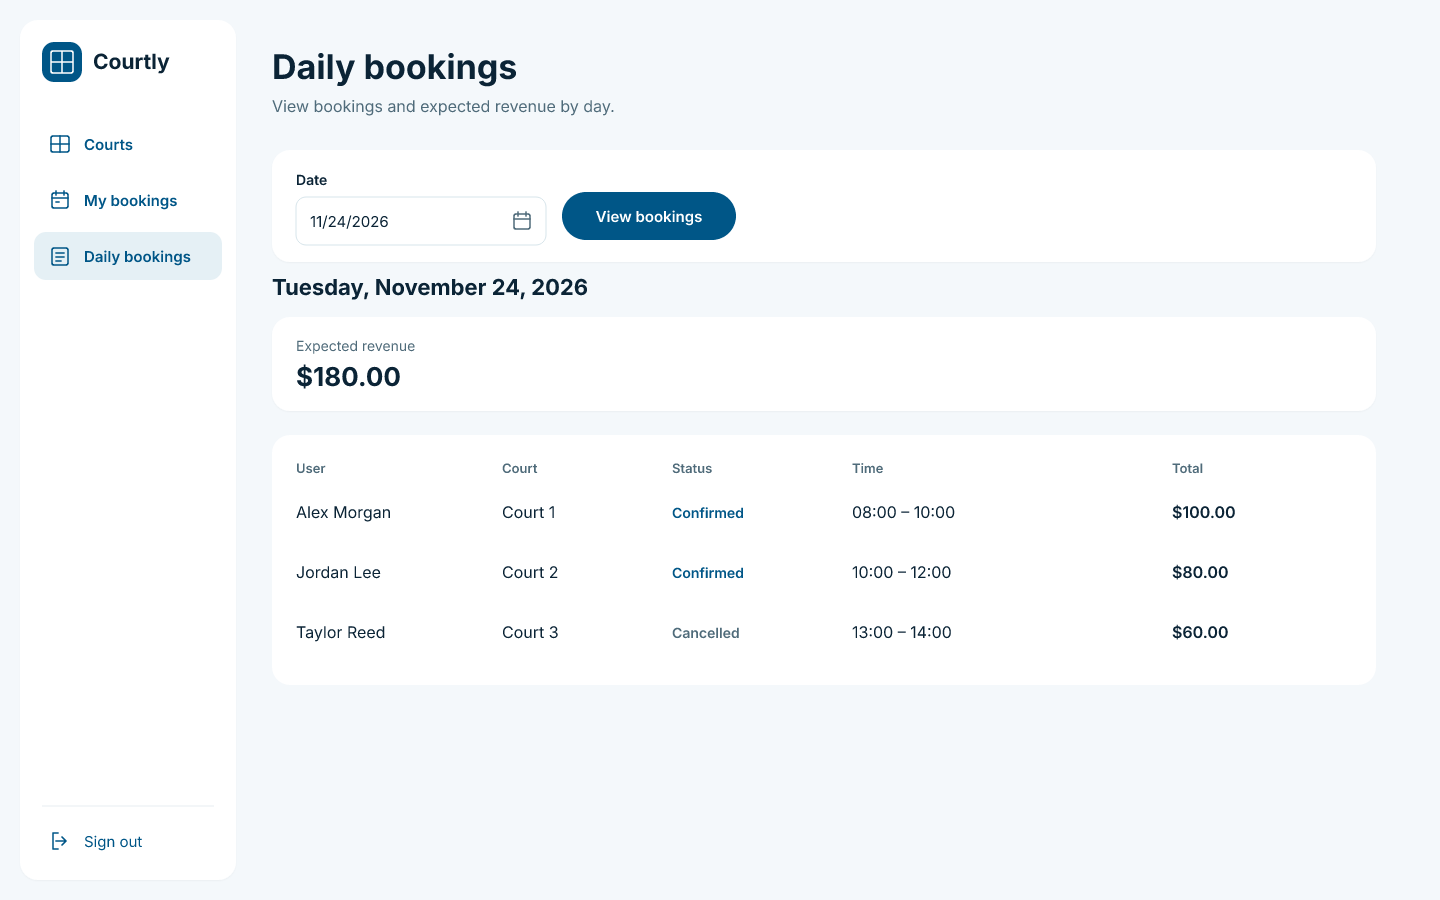 Courtly
Courts
My bookings
Daily bookings
Sign out
Daily bookings
View bookings and expected revenue by day.
Date
11/24/2026
View bookings
Tuesday, November 24, 2026
Expected revenue
$180.00
User Court Status Time Total
Alex Morgan Court 1 Confirmed 08:00 – 10:00 $100.00
Jordan Lee Court 2 Confirmed 10:00 – 12:00 $80.00
Taylor Reed Court 3 Cancelled 13:00 – 14:00 $60.00